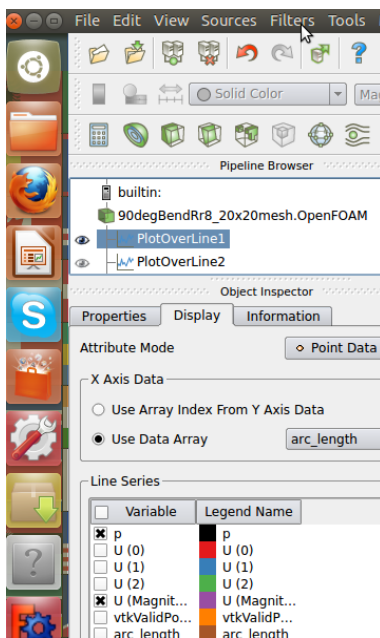 File Edit View Sources Filters Tools
Solid Color
Pipeline Browser
builtin:
90degBendRr8_20x20mesh.OpenFOAM
PlotOverLine1
PlotOverLine2
Object Inspector
Properties Display Information
Attribute Mode Point Data
X Axis Data
Use Array Index From Y Axis Data
Use Data Array arc_length
Line Series
Variable Legend Name
p p
U (0) U (0)
U (1) U (1)
U (2) U (2)
U (Magnit... U (Magnit...
vtkValidPo... vtkValidP...
arc_length arc_length